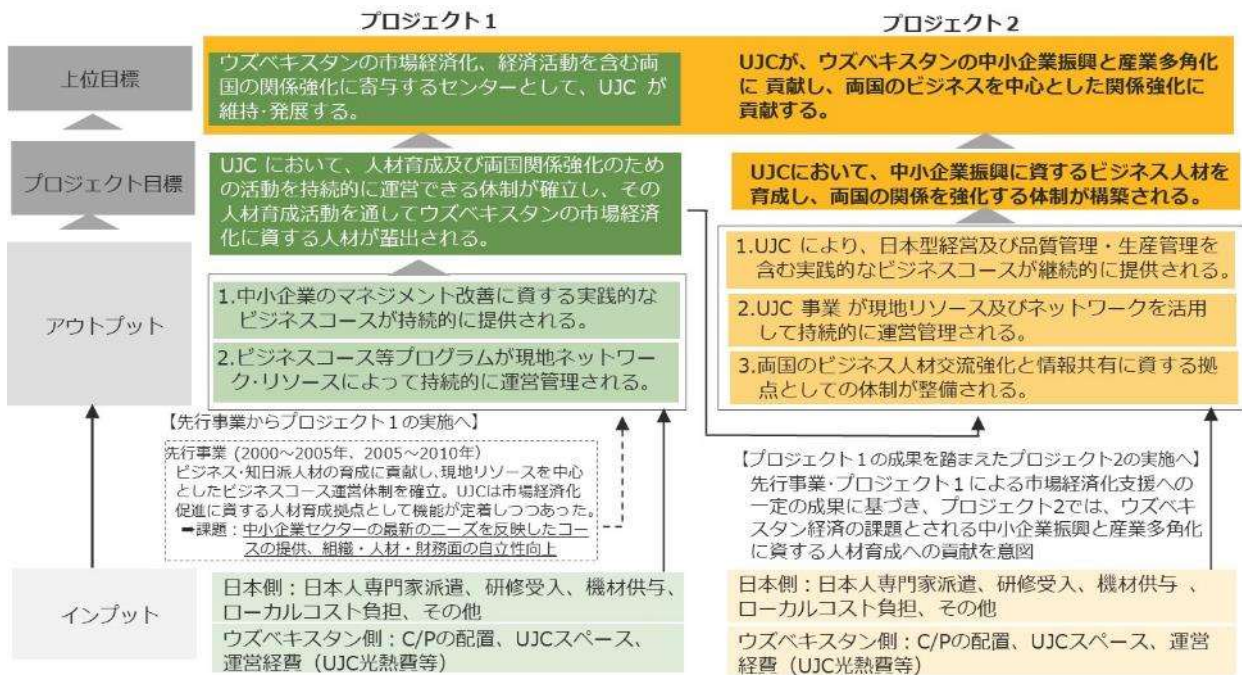 プロジェクト1
プロジェクト2
上位目標
ウズベキスタンの市場経済化、経済活動を含む両
国の関係強化に寄与するセンターとして、UJC が
維持・発展する。
UJCが、ウズベキスタンの中小企業振興と産業多角化
に 貢献し、両国のビジネスを中心とした関係強化に
貢献する。
プロジェクト目標
UJC において、人材育成及び両国関係強化のため
の活動を持続的に運営できる体制が確立し、その
人材育成活動を通してウズベキスタンの市場経済
化に資する人材が輩出される。
UJCにおいて、中小企業振興に資するビジネス人材を
育成し、両国の関係を強化する体制が構築される。
アウトプット
1.中小企業のマネジメント改善に資する実践的な
ビジネスコースが持続的に提供される。
2.ビジネスコース等プログラムが現地ネットワー
ク・リソースによって持続的に運営管理される。
1.UJC により、日本型経営及び品質管理・生産管理を
含む実践的なビジネスコースが継続的に提供される。
2.UJC 事業 が現地リソース及びネットワークを活用
して持続的に運営管理される。
3.両国のビジネス人材交流強化と情報共有に資する拠
点としての体制が整備される。
【先行事業からプロジェクト1の実施へ】
先行事業 (2000～2005年、2005～2010年)
ビジネス・知日派人材の育成に貢献し、現地リソースを中心
としたビジネスコース運営体制を確立。UJCは市場経済化
促進に資する人材育成拠点として機能が定着しつつあった。
➡課題：中小企業セクターの最新のニーズを反映したコー
スの提供、組織・人材・財務面の自立性向上
【プロジェクト1の成果を踏まえたプロジェクト2の実施へ】
先行事業・プロジェクト1による市場経済化支援への
一定の成果に基づき、プロジェクト2では、ウズベキ
スタン経済の課題とされる中小企業振興と産業多角化
に資する人材育成への貢献を意図
インプット
日本側：日本人専門家派遣、研修受入、機材供与、
ローカルコスト負担、その他
ウズベキスタン側：C/Pの配置、UJCスペース、
運営経費（UJC光熱費等）
日本側：日本人専門家派遣、研修受入、機材供与 、
ローカルコスト負担、その他
ウズベキスタン側：C/Pの配置、UJCスペース、運営
経費（UJC光熱費等）